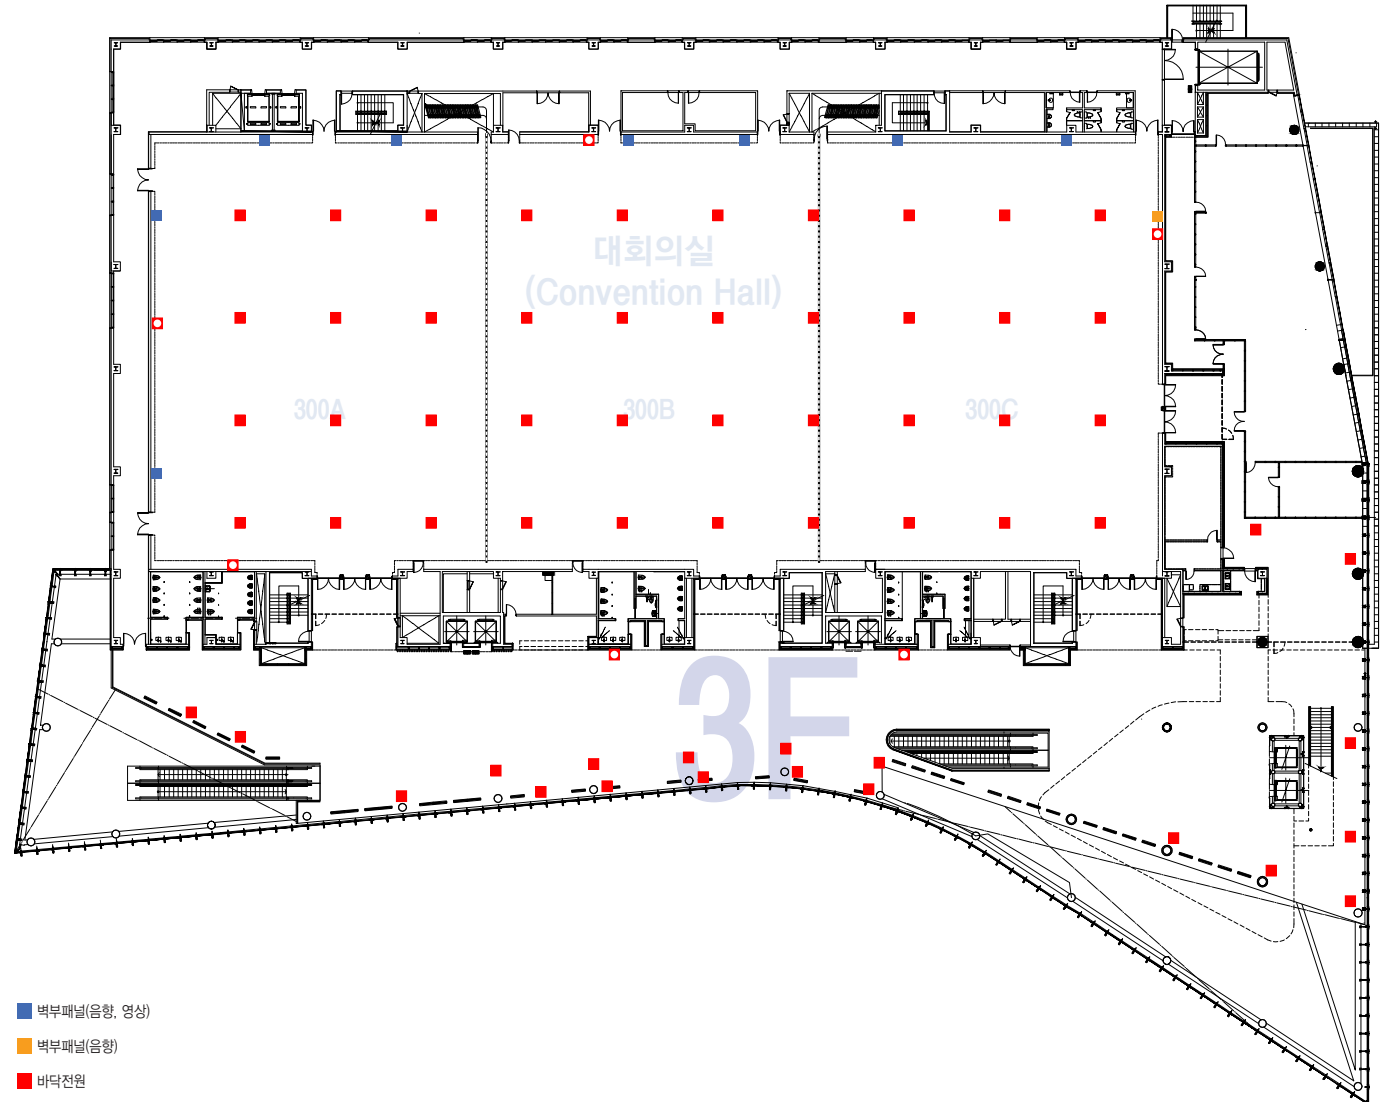 대회의실
(Convention Hall)
300A
300B
300C
3F
벽부패널(음향, 영상)
벽부패널(음향)
바닥전원